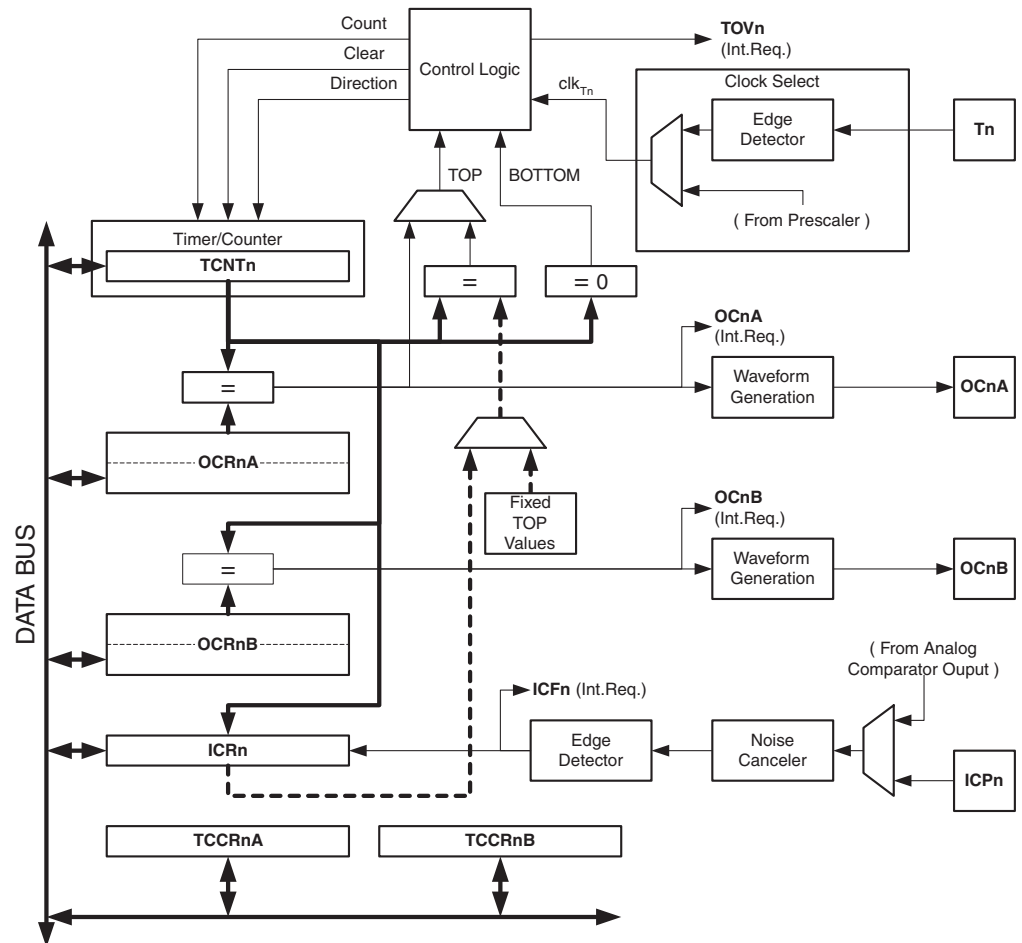 Count
Clear
Direction
Control Logic
TOVn
(Int.Req.)
clkTn
Clock Select
Edge
Detector
Tn
( From Prescaler )
TOP
BOTTOM
Timer/Counter
TCNTn
=
= 0
OCnA
(Int.Req.)
=
Waveform
Generation
OCnA
OCRnA
Fixed
TOP
Values
OCnB
(Int.Req.)
=
Waveform
Generation
OCnB
OCRnB
DATA BUS
( From Analog
Comparator Ouput )
ICFn (Int.Req.)
ICRn
Edge
Detector
Noise
Canceler
ICPn
TCCRnA
TCCRnB